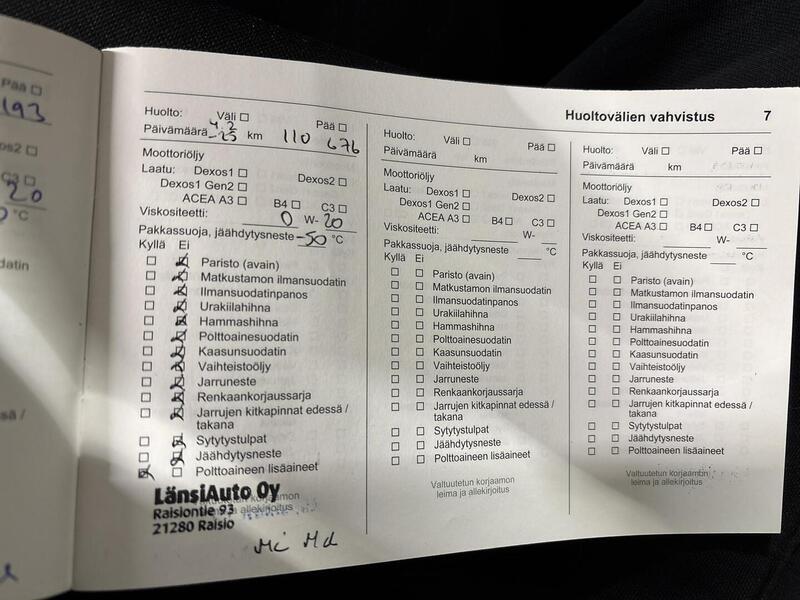 Pää ☐
193
os2 ☐
C3 ☐
20
°C
datin
ssä /
Huoltovälien vahvistus 7
Huolto: Väli ☐ Pää ☐
Päivämäärä 4.2 -25 km 110 676
Moottoriöljy
Laatu: Dexos1 ☐ Dexos2 ☐
Dexos1 Gen2 ☐
ACEA A3 ☐ B4 ☐ C3 ☐
Viskositeetti: 0 W- 20
Pakkassuoja, jäähdytysneste -50 °C
Kyllä Ei
☐ ☒ Paristo (avain)
☐ ☒ Matkustamon ilmansuodatin
☐ ☒ Ilmansuodatinpanos
☐ ☒ Urakiilahihna
☐ ☒ Hammashihna
☐ ☒ Polttoainesuodatin
☐ ☒ Kaasunsuodatin
☐ ☒ Vaihteistoöljy
☐ ☒ Jarruneste
☐ ☒ Renkaankorjaussarja
☐ ☒ Jarrujen kitkapinnat edessä /
takana
☐ ☒ Sytytystulpat
☐ ☒ Jäähdytysneste
☒ ☐ Polttoaineen lisäaineet
LänsiAuto Oy
Raisiontie 93
21280 Raisio
korjaamon
ja allekirjoitus
Huolto: Väli ☐ Pää ☐
Päivämäärä km
Moottoriöljy
Laatu: Dexos1 ☐ Dexos2 ☐
Dexos1 Gen2 ☐
ACEA A3 ☐ B4 ☐ C3 ☐
Viskositeetti: W-
Pakkassuoja, jäähdytysneste °C
Kyllä Ei
☐ ☐ Paristo (avain)
☐ ☐ Matkustamon ilmansuodatin
☐ ☐ Ilmansuodatinpanos
☐ ☐ Urakiilahihna
☐ ☐ Hammashihna
☐ ☐ Polttoainesuodatin
☐ ☐ Kaasunsuodatin
☐ ☐ Vaihteistoöljy
☐ ☐ Jarruneste
☐ ☐ Renkaankorjaussarja
☐ ☐ Jarrujen kitkapinnat edessä /
takana
☐ ☐ Sytytystulpat
☐ ☐ Jäähdytysneste
☐ ☐ Polttoaineen lisäaineet
Valtuutetun korjaamon
leima ja allekirjoitus
Huolto: Väli ☐ Pää ☐
Päivämäärä km
Moottoriöljy
Laatu: Dexos1 ☐ Dexos2 ☐
Dexos1 Gen2 ☐
ACEA A3 ☐ B4 ☐ C3 ☐
Viskositeetti: W-
Pakkassuoja, jäähdytysneste °C
Kyllä Ei
☐ ☐ Paristo (avain)
☐ ☐ Matkustamon ilmansuodatin
☐ ☐ Ilmansuodatinpanos
☐ ☐ Urakiilahihna
☐ ☐ Hammashihna
☐ ☐ Polttoainesuodatin
☐ ☐ Kaasunsuodatin
☐ ☐ Vaihteistoöljy
☐ ☐ Jarruneste
☐ ☐ Renkaankorjaussarja
☐ ☐ Jarrujen kitkapinnat edessä /
takana
☐ ☐ Sytytystulpat
☐ ☐ Jäähdytysneste
☐ ☐ Polttoaineen lisäaineet
Valtuutetun korjaamon
leima ja allekirjoitus